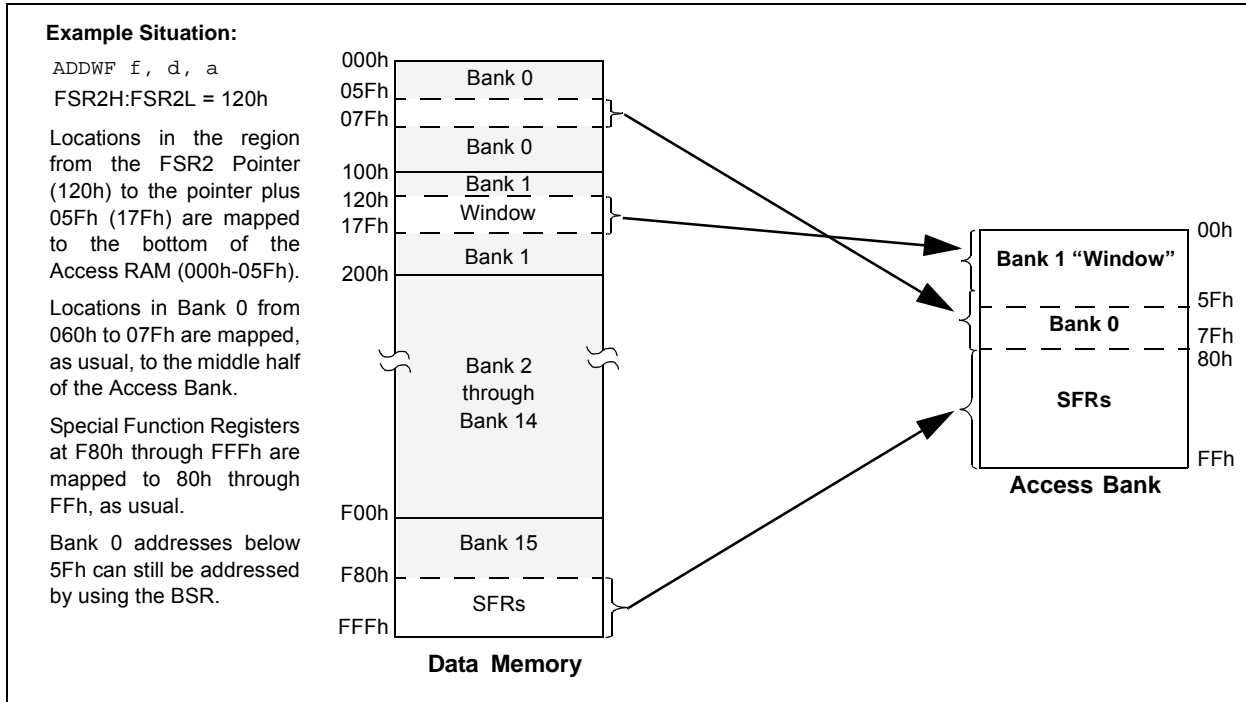 Example Situation:
ADDWF f, d, a
FSR2H:FSR2L = 120h
Locations in the region
from the FSR2 Pointer
(120h) to the pointer plus
05Fh (17Fh) are mapped
to the bottom of the
Access RAM (000h-05Fh).
Locations in Bank 0 from
060h to 07Fh are mapped,
as usual, to the middle half
of the Access Bank.
Special Function Registers
at F80h through FFFh are
mapped to 80h through
FFh, as usual.
Bank 0 addresses below
5Fh can still be addressed
by using the BSR.
000h
05Fh
07Fh
100h
120h
17Fh
200h
F00h
F80h
FFFh
Bank 0
Bank 0
Bank 1
Window
Bank 1
Bank 2
through
Bank 14
Bank 15
SFRs
Data Memory
Bank 1 “Window”
Bank 0
SFRs
00h
5Fh
7Fh
80h
FFh
Access Bank